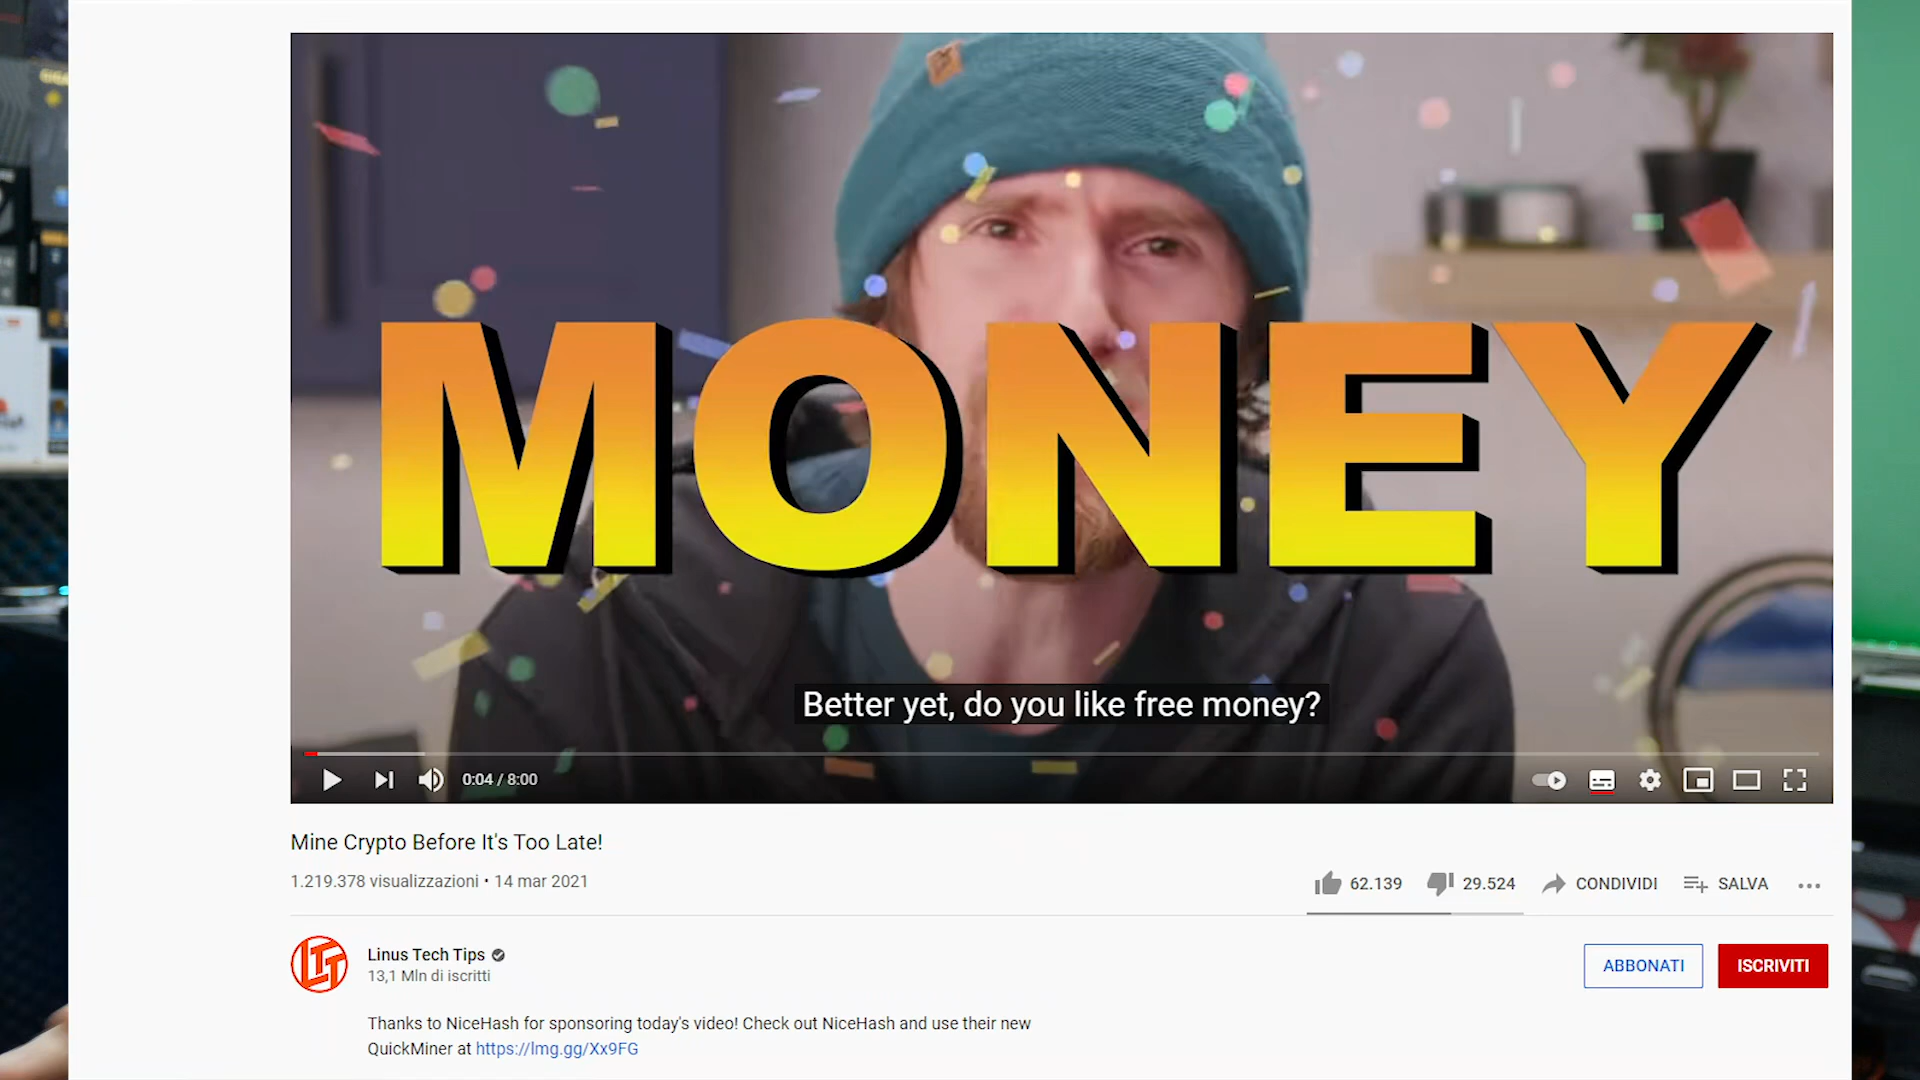 MONEY
Better yet, do you like free money?
0:04 / 8:00
Mine Crypto Before It's Too Late!
1.219.378 visualizzazioni • 14 mar 2021
62.139 29.524 CONDIVIDI SALVA
LTT
Linus Tech Tips
13,1 Mln di iscritti
ABBONATI ISCRIVITI
Thanks to NiceHash for sponsoring today's video! Check out NiceHash and use their new
QuickMiner at https://lmg.gg/Xx9FG